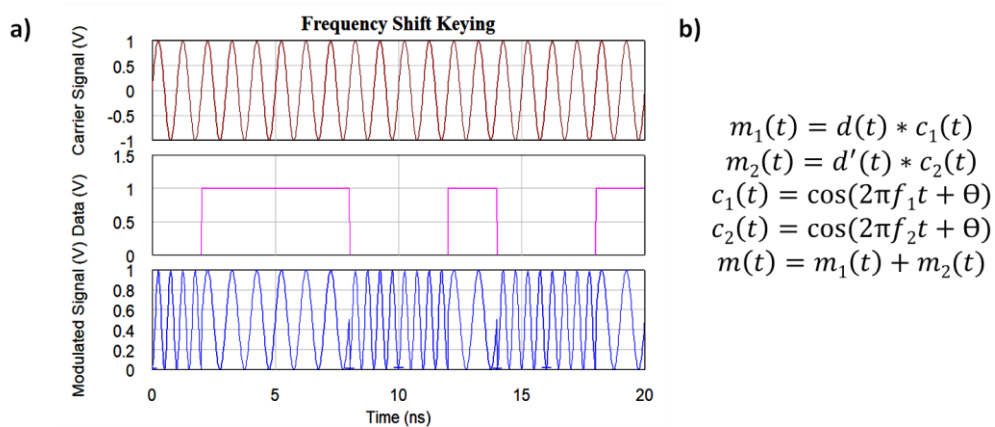 a)
Frequency Shift Keying
Carrier Signal (V)
1
0.5
0
-0.5
-1
Data (V)
1.5
1
0.5
0
Modulated Signal (V)
1
0.8
0.6
0.4
0.2
0
0 5 10 15 20
Time (ns)
b)
m₁(t) = d(t) ∗ c₁(t)
m₂(t) = d′(t) ∗ c₂(t)
c₁(t) = cos(2πf₁t + Θ)
c₂(t) = cos(2πf₂t + Θ)
m(t) = m₁(t) + m₂(t)